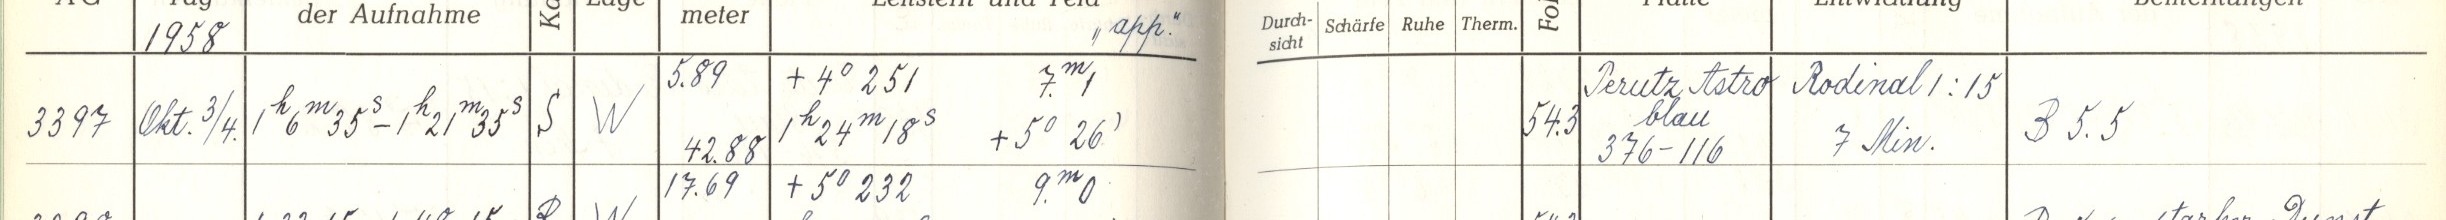 der Aufnahme
meter
1958
"app."
Durch-
sicht
Schärfe
Ruhe
Therm.
5.89 + 4° 251 7.ᵐ1
3397 Okt. 3/4. 1ʰ6ᵐ35ˢ – 1ʰ21ᵐ35ˢ S W 1ʰ24ᵐ18ˢ + 5° 26'
42.88
54.3
Perutz Astro
blau
376-116
Rodinal 1:15
7 Min.
B 5.5
17.69 + 5° 232 9.ᵐ0